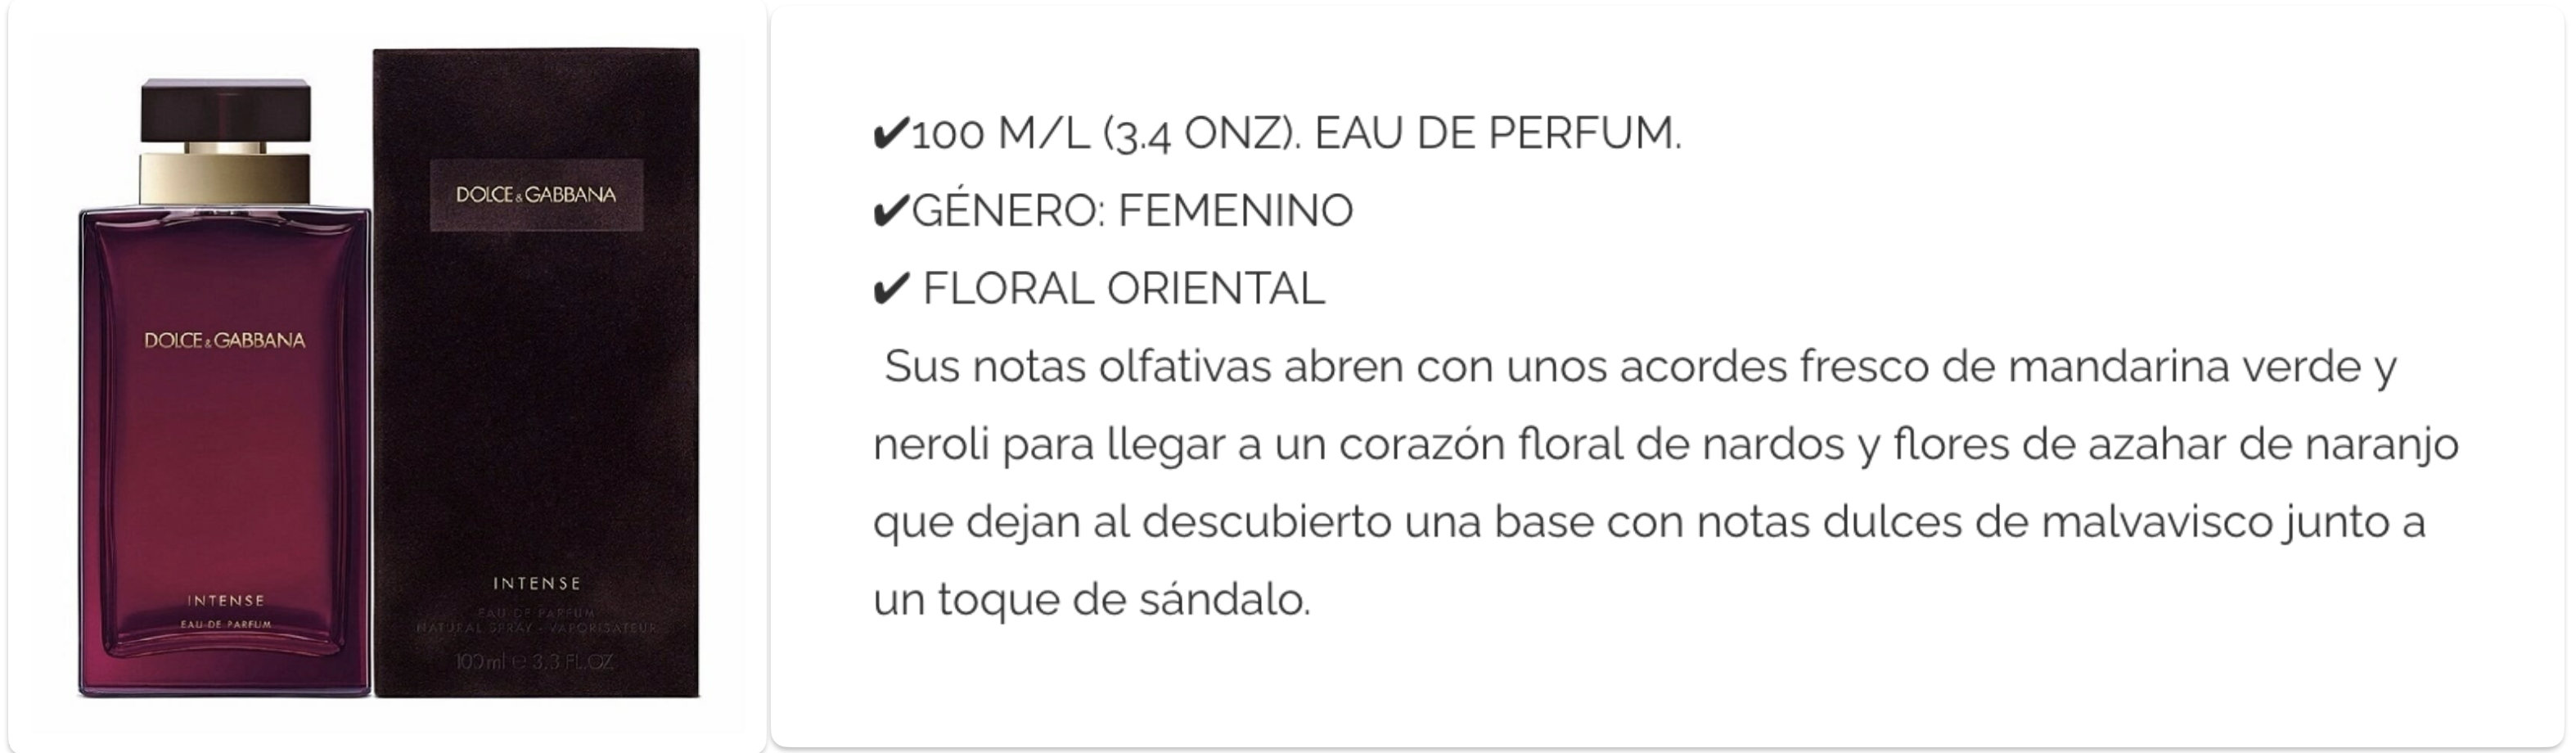 DOLCE & GABBANA
INTENSE
EAU DE PARFUM
DOLCE & GABBANA
INTENSE
EAU DE PARFUM
NATURAL SPRAY - VAPORISATEUR
100 ml e 3.3 FL.OZ
✔100 M/L (3.4 ONZ). EAU DE PERFUM.
✔GÉNERO: FEMENINO
✔ FLORAL ORIENTAL
Sus notas olfativas abren con unos acordes fresco de mandarina verde y
neroli para llegar a un corazón floral de nardos y flores de azahar de naranjo
que dejan al descubierto una base con notas dulces de malvavisco junto a
un toque de sándalo.